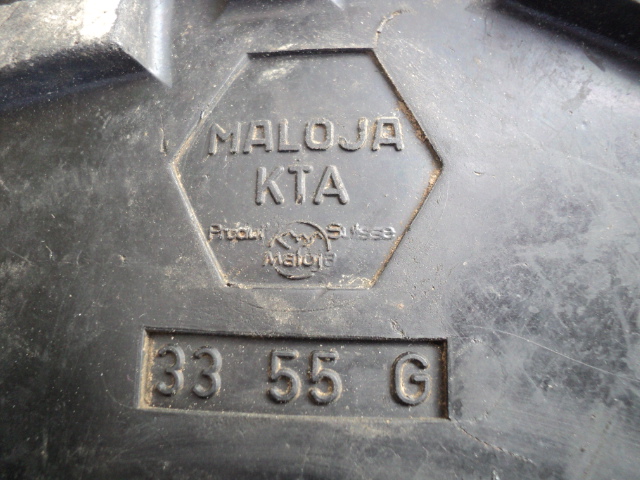 MALOJA
KTA
Produit Suisse
Maloja
33 55 G